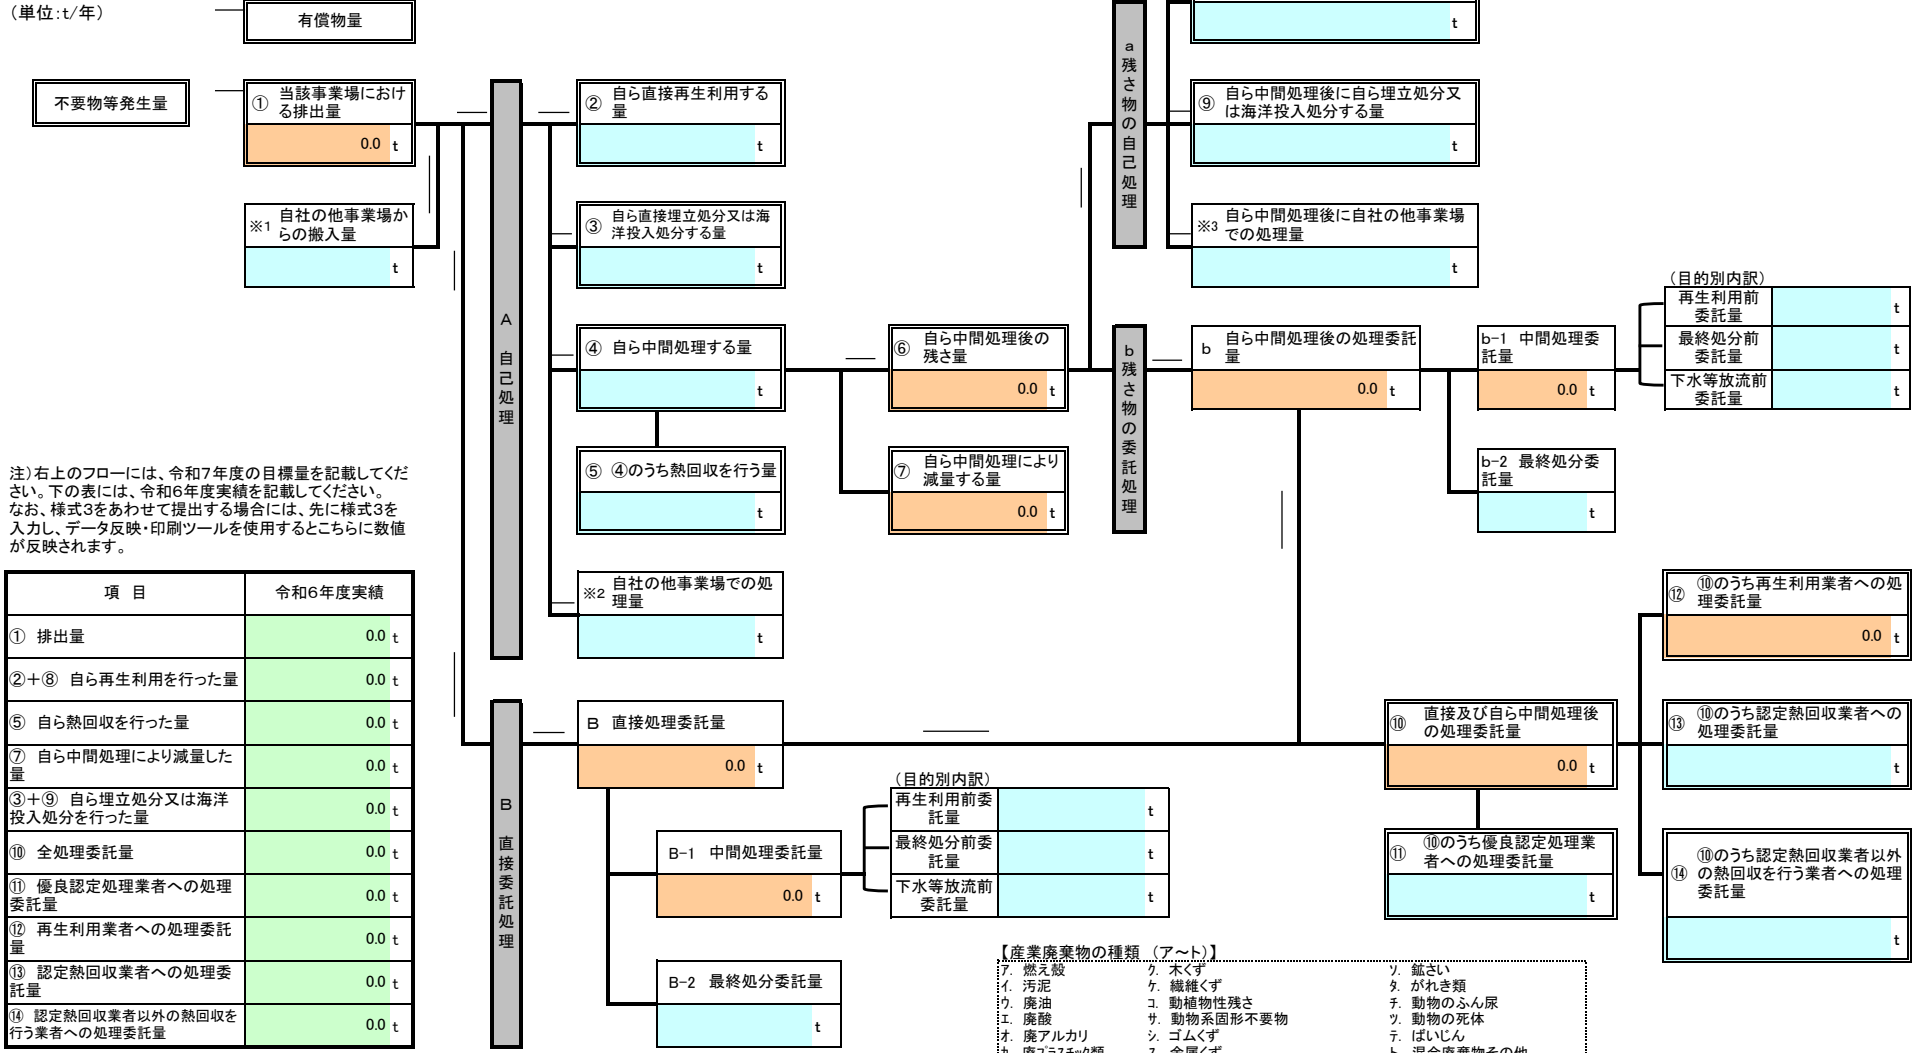 (単位:t/年)
有償物量
t
不要物等発生量
① 当該事業場におけ
る排出量
0.0 t
※1 自社の他事業場か
らの搬入量
t
A 自己処理
② 自ら直接再生利用する
量
t
③ 自ら直接埋立処分又は海
洋投入処分する量
t
④ 自ら中間処理する量
t
⑤ ④のうち熱回収を行う量
t
※2 自社の他事業場での処
理量
t
⑥ 自ら中間処理後の
残さ量
0.0 t
⑦ 自ら中間処理により
減量する量
0.0 t
a 残さ物の自己処理
⑨ 自ら中間処理後に自ら埋立処分又
は海洋投入処分する量
t
※3 自ら中間処理後に自社の他事業場
での処理量
t
b 残さ物の委託処理
b 自ら中間処理後の処理委託
量
0.0 t
b-1 中間処理委
託量
0.0 t
b-2 最終処分委
託量
t
(目的別内訳)
再生利用前
委託量
t
最終処分前
委託量
t
下水等放流前
委託量
t
注)右上のフローには、令和7年度の目標量を記載してくだ
さい。下の表には、令和6年度実績を記載してください。
なお、様式3をあわせて提出する場合には、先に様式3を
入力し、データ反映・印刷ツールを使用するとこちらに数値
が反映されます。
項 目 令和6年度実績
① 排出量 0.0 t
②+⑧ 自ら再生利用を行った量 0.0 t
⑤ 自ら熱回収を行った量 0.0 t
⑦ 自ら中間処理により減量した
量 0.0 t
③+⑨ 自ら埋立処分又は海洋
投入処分を行った量 0.0 t
⑩ 全処理委託量 0.0 t
⑪ 優良認定処理業者への処理
委託量 0.0 t
⑫ 再生利用業者への処理委託
量 0.0 t
⑬ 認定熱回収業者への処理委
託量 0.0 t
⑭ 認定熱回収業者以外の熱回収を
行う業者への処理委託量 0.0 t
B 直接委託処理
B 直接処理委託量
0.0 t
B-1 中間処理委託量
0.0 t
B-2 最終処分委託量
t
(目的別内訳)
再生利用前委
託量
t
最終処分前委
託量
t
下水等放流前
委託量
t
⑩ 直接及び自ら中間処理後
の処理委託量
0.0 t
⑪ ⑩のうち優良認定処理業
者への処理委託量
t
⑫ ⑩のうち再生利用業者への処
理委託量
0.0 t
⑬ ⑩のうち認定熱回収業者への
処理委託量
t
⑭ ⑩のうち認定熱回収業者以外
の熱回収を行う業者への処理
委託量
t
【産業廃棄物の種類 (ア~ト)】
ア. 燃え殻 ク. 木くず ソ. 鉱さい
イ. 汚泥 ケ. 繊維くず タ. がれき類
ウ. 廃油 コ. 動植物性残さ チ. 動物のふん尿
エ. 廃酸 サ. 動物系固形不要物 ツ. 動物の死体
オ. 廃アルカリ シ. ゴムくず テ. ばいじん
カ. 廃プラスチック類 ス. 金属くず ト. 混合廃棄物その他